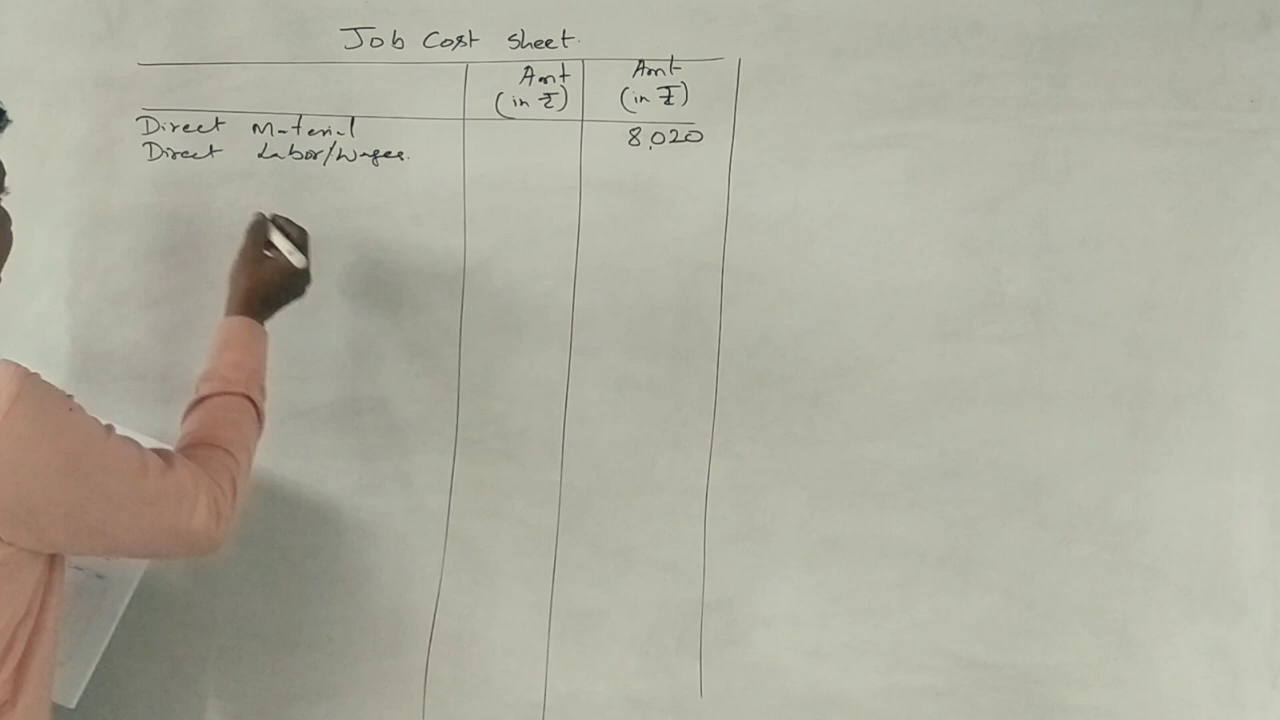 Job Cost Sheet.
Amt Amt
(in ₹) (in ₹)
Direct Material 8,020
Direct Labor/Wages.